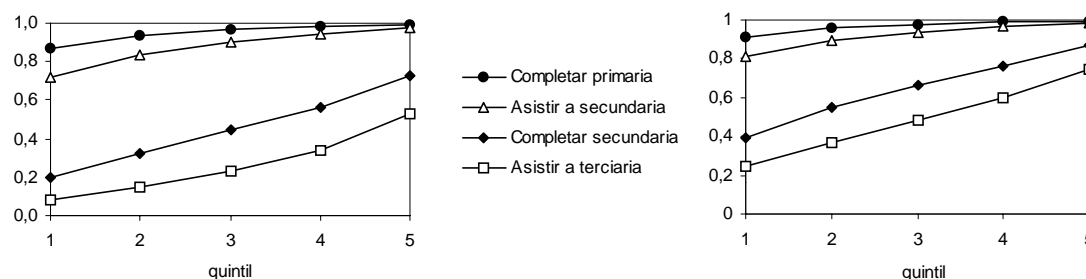 1,0
0,8
0,6
0,4
0,2
0,0
1 2 3 4 5
quintil
Completar primaria
Asistir a secundaria
Completar secundaria
Asistir a terciaria
1
0,8
0,6
0,4
0,2
0
1 2 3 4 5
quintil